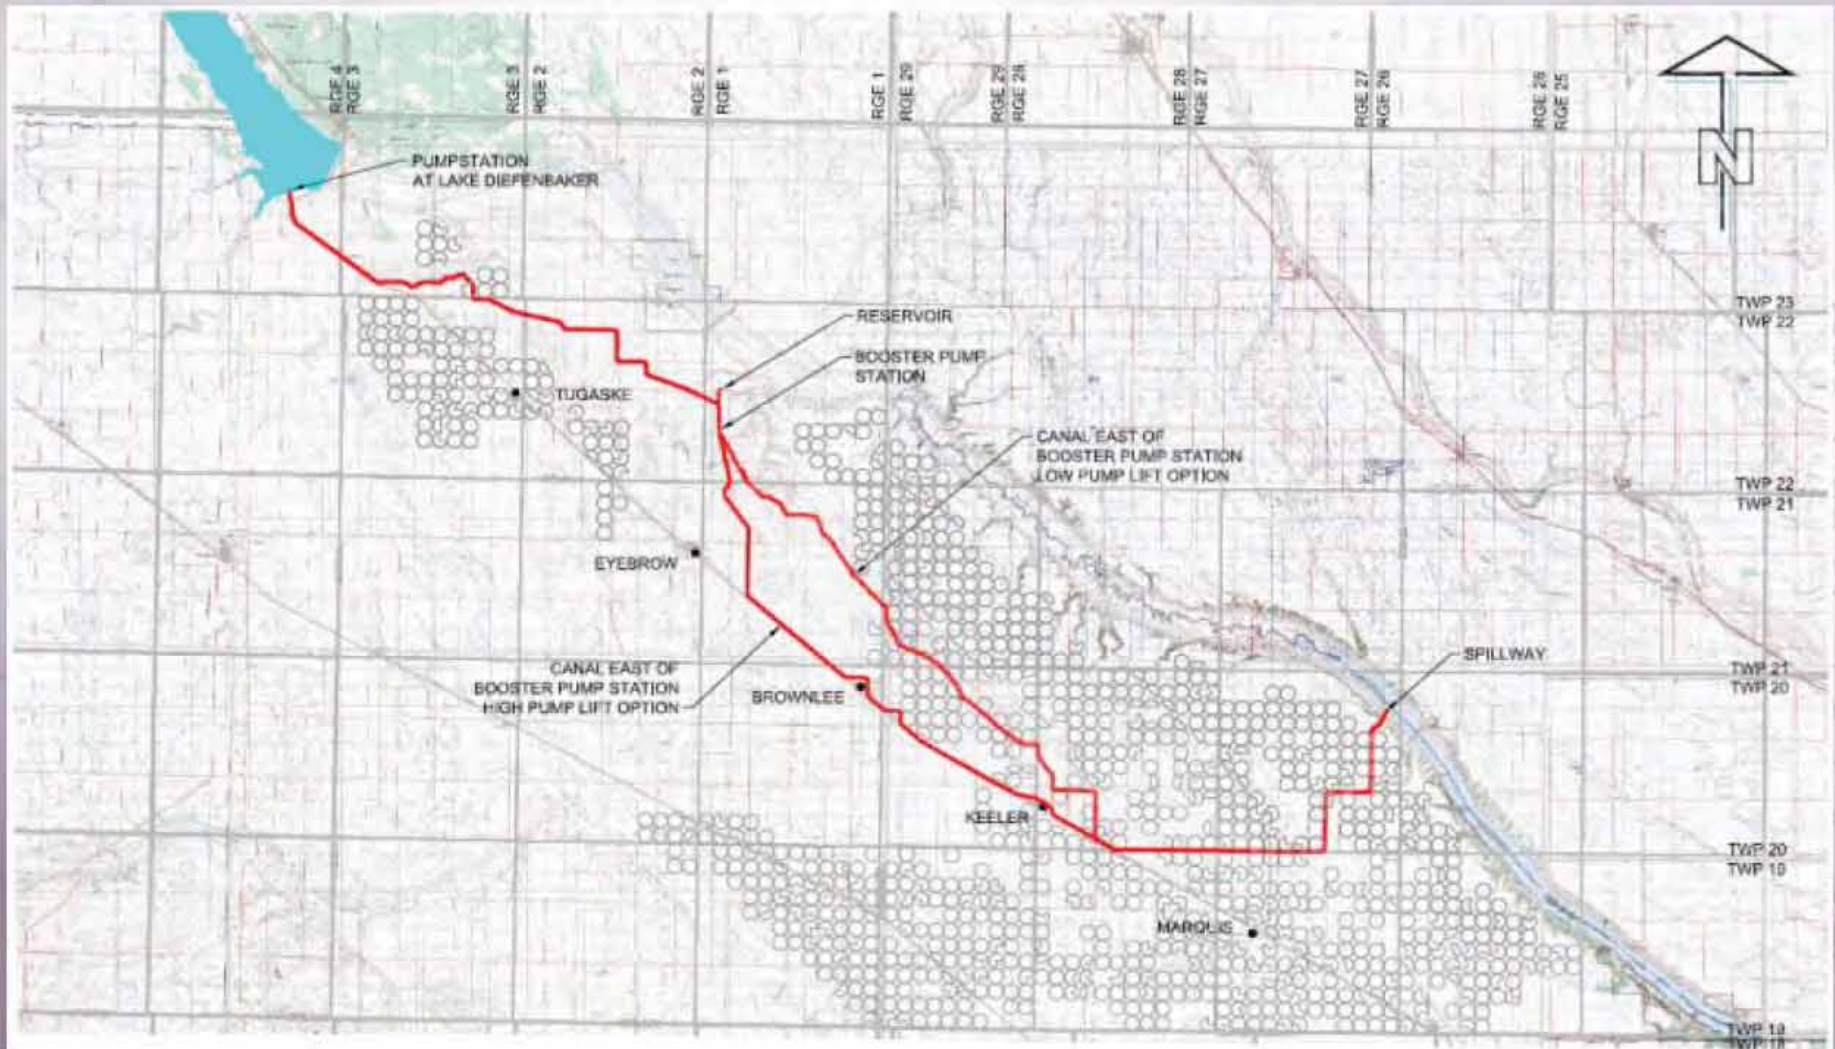 RGE 4
RGE 3
RGE 3
RGE 2
RGE 2
RGE 1
RGE 1
RGE 29
RGE 29
RGE 28
RGE 28
RGE 27
RGE 27
RGE 26
RGE 26
RGE 25
N
PUMPSTATION
AT LAKE DIEFENBAKER
TWP 23
TWP 22
RESERVOIR
BOOSTER PUMP
STATION
TUGASKE
CANAL EAST OF
BOOSTER PUMP STATION
LOW PUMP LIFT OPTION
TWP 22
TWP 21
EYEBROW
SPILLWAY
CANAL EAST OF
BOOSTER PUMP STATION
HIGH PUMP LIFT OPTION
BROWNLEE
TWP 21
TWP 20
KEELER
TWP 20
TWP 19
MARQUIS
TWP 19
TWP 18